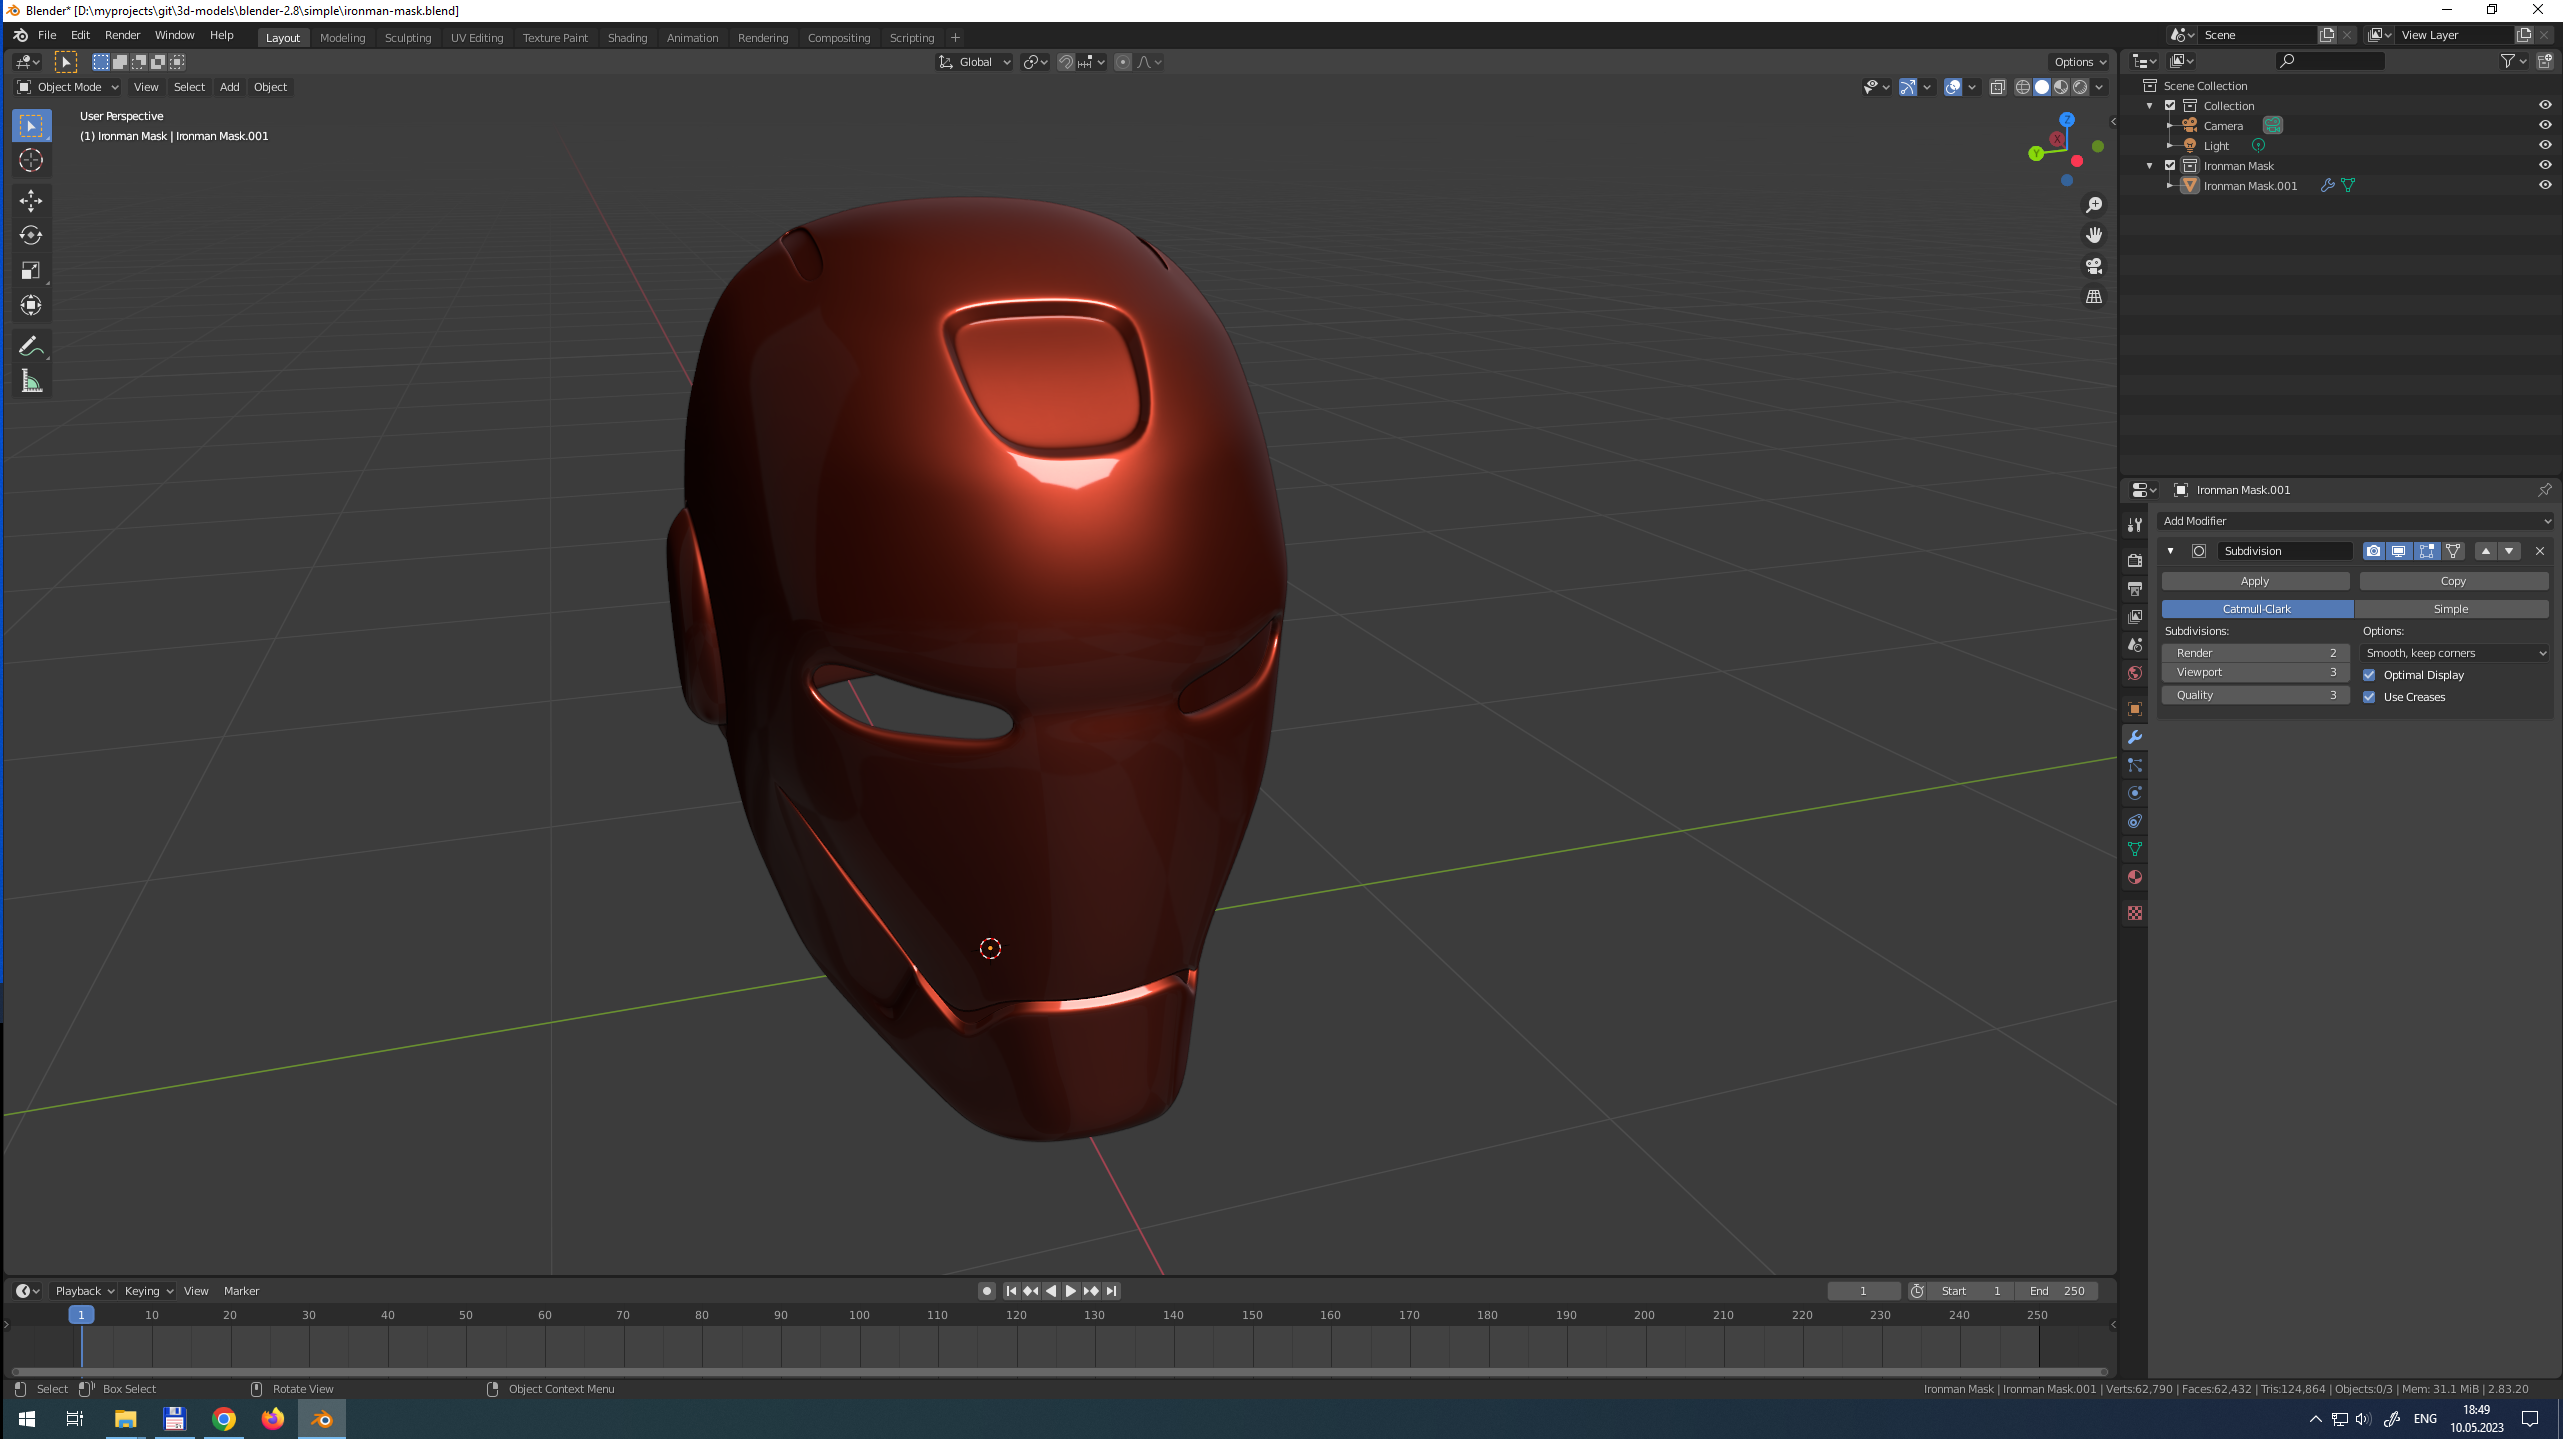 Blender* [D:\myprojects\git\3d-models\blender-2.8\simple\ironman-mask.blend]
File Edit Render Window Help Layout Modeling Sculpting UV Editing Texture Paint Shading Animation Rendering Compositing Scripting + Scene View Layer
Global Options
Object Mode View Select Add Object
User Perspective
(1) Ironman Mask | Ironman Mask.001
Z
X
Y
Scene Collection
Collection
Camera
Light
Ironman Mask
Ironman Mask.001
Ironman Mask.001
Add Modifier
Subdivision
Apply Copy
Catmull-Clark Simple
Subdivisions: Options:
Render 2 Smooth, keep corners
Viewport 3 Optimal Display
Quality 3 Use Creases
Playback Keying View Marker 1 Start 1 End 250
1 10 20 30 40 50 60 70 80 90 100 110 120 130 140 150 160 170 180 190 200 210 220 230 240 250
Select Box Select Rotate View Object Context Menu Ironman Mask | Ironman Mask.001 | Verts:62,790 | Faces:62,432 | Tris:124,864 | Objects:0/3 | Mem: 31.1 MiB | 2.83.20
ENG 18:49
10.05.2023